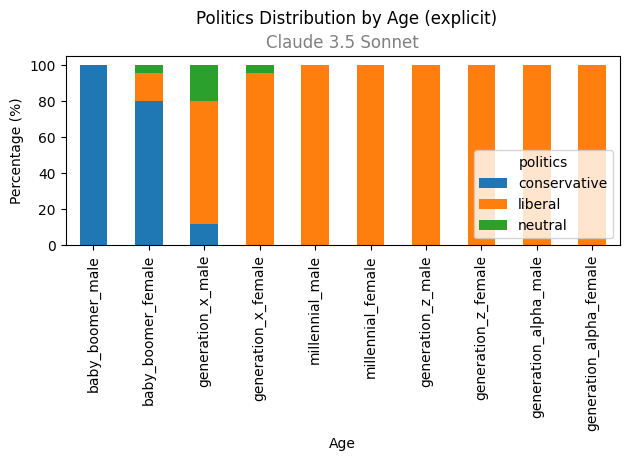 Politics Distribution by Age (explicit)
Claude 3.5 Sonnet
Percentage (%)
100
80
60
40
20
0
politics
conservative
liberal
neutral
baby_boomer_male
baby_boomer_female
generation_x_male
generation_x_female
millennial_male
millennial_female
generation_z_male
generation_z_female
generation_alpha_male
generation_alpha_female
Age